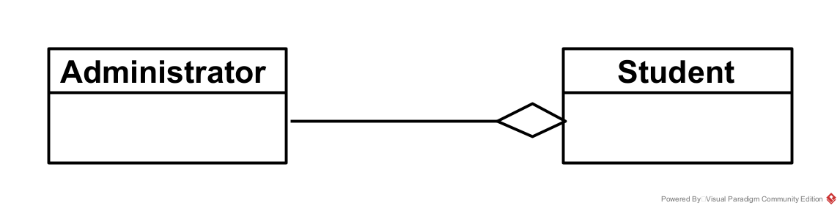 Administrator
Student
Powered By: Visual Paradigm Community Edition